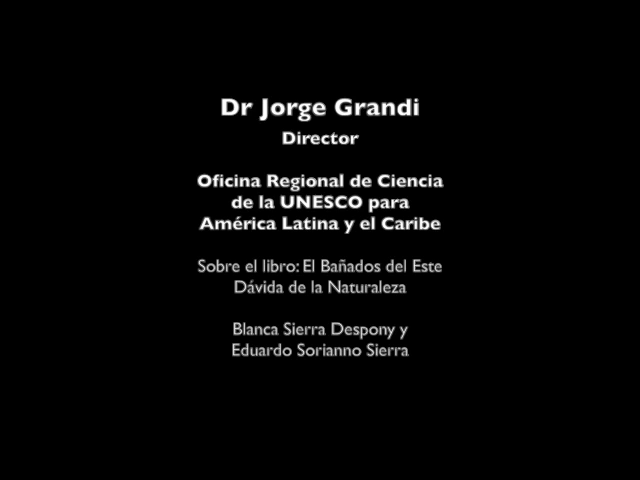 Dr Jorge Grandi
Director
Oficina Regional de Ciencia
de la UNESCO para
América Latina y el Caribe
Sobre el libro: El Bañados del Este
Dávida de la Naturaleza
Blanca Sierra Despony y
Eduardo Sorianno Sierra